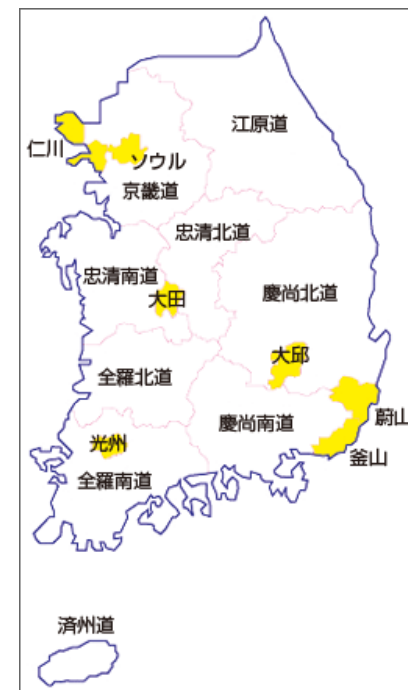 江原道
仁川
ソウル
京畿道
忠清北道
忠清南道
慶尚北道
大田
大邱
全羅北道
慶尚南道
蔚山
光州
釜山
全羅南道
済州道